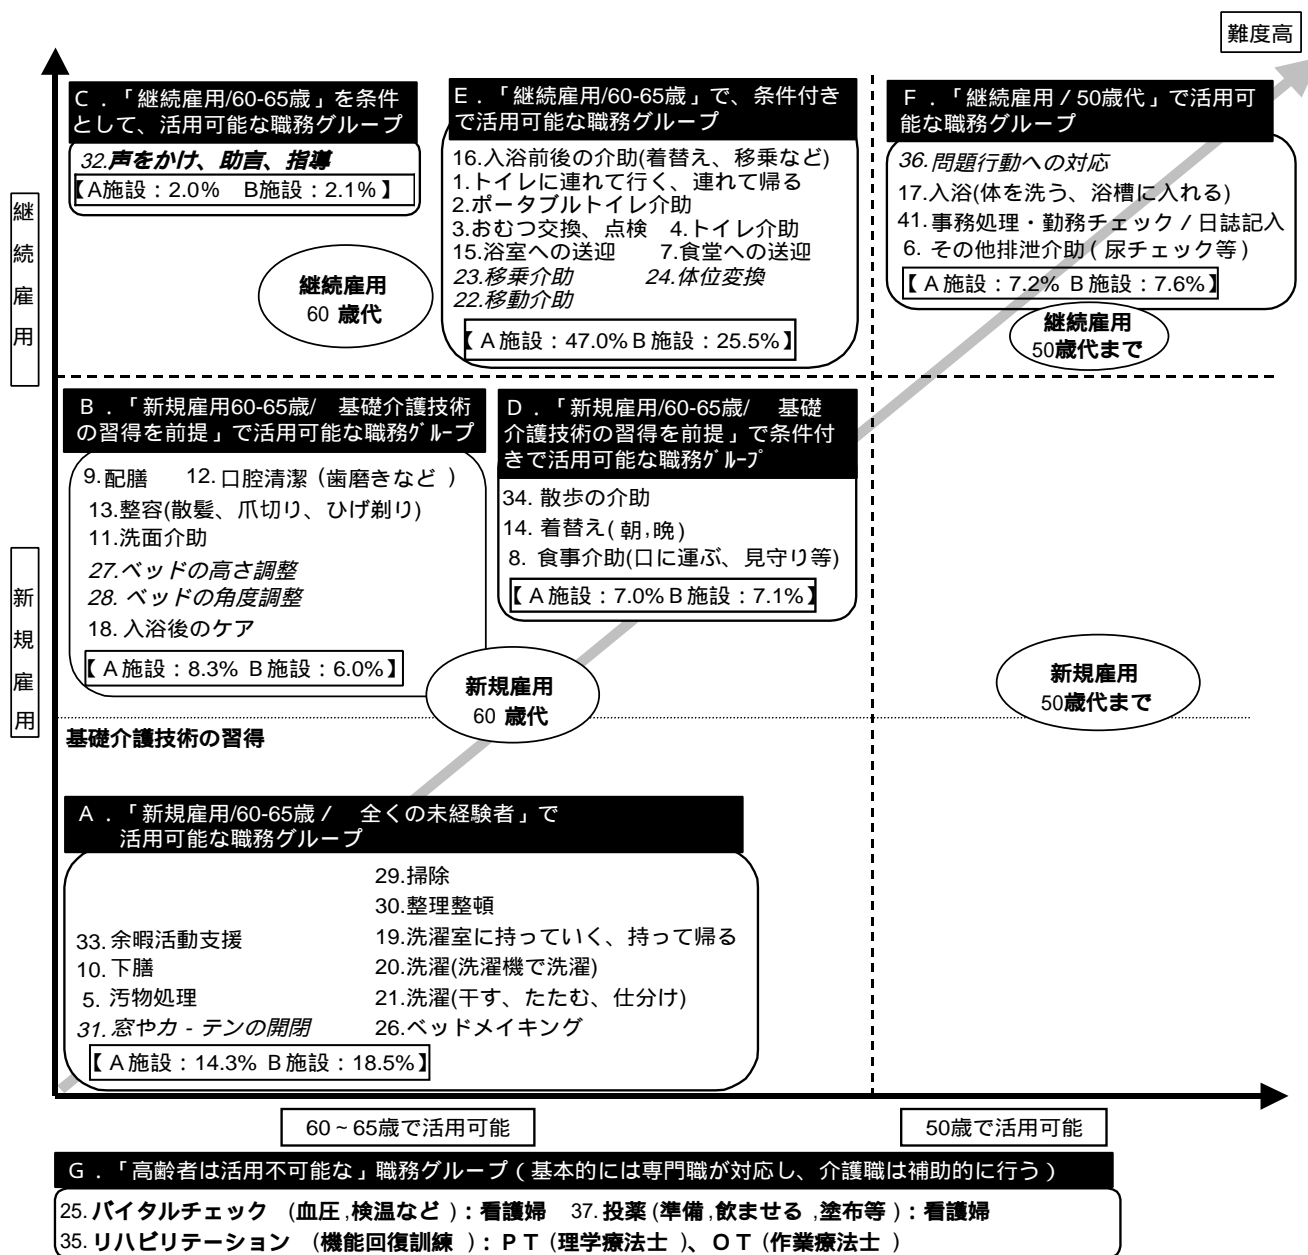 難度高
C．「継続雇用/60-65歳」を条件
として、活用可能な職務グループ
32.声をかけ、助言、指導
【A施設：2.0%　B施設：2.1%】
E．「継続雇用/60-65歳」で、条件付き
で活用可能な職務グループ
16.入浴前後の介助(着替え、移乗など)
1.トイレに連れて行く、連れて帰る
2.ポータブルトイレ介助
3.おむつ交換、点検　4.トイレ介助
15.浴室への送迎　7.食堂への送迎
23.移乗介助　24.体位変換
22.移動介助
【A施設：47.0% B施設：25.5%】
F．「継続雇用/50歳代」で活用可
能な職務グループ
36.問題行動への対応
17.入浴(体を洗う、浴槽に入れる)
41.事務処理・勤務チェック/日誌記入
6. その他排泄介助(尿チェック等)
【A施設：7.2% B施設：7.6%】
継続雇用
継続雇用
60 歳代
継続雇用
50歳代まで
B．「新規雇用60-65歳/　基礎介護技術
の習得を前提」で活用可能な職務グループ
9.配膳　12.口腔清潔(歯磨きなど)
13.整容(散髪、爪切り、ひげ剃り)
11.洗面介助
27.ベッドの高さ調整
28.ベッドの角度調整
18.入浴後のケア
【A施設：8.3% B施設：6.0%】
D．「新規雇用/60-65歳/　基礎
介護技術の習得を前提」で条件付
きで活用可能な職務グループ
34.散歩の介助
14.着替え(朝,晩)
8. 食事介助(口に運ぶ、見守り等)
【A施設：7.0% B施設：7.1%】
新規雇用
新規雇用
60 歳代
新規雇用
50歳代まで
基礎介護技術の習得
A．「新規雇用/60-65歳/　全くの未経験者」で
活用可能な職務グループ
33.余暇活動支援
10.下膳
5. 汚物処理
31.窓やカ-テンの開閉
29.掃除
30.整理整頓
19.洗濯室に持っていく、持って帰る
20.洗濯(洗濯機で洗濯)
21.洗濯(干す、たたむ、仕分け)
26.ベッドメイキング
【A施設：14.3% B施設：18.5%】
60~65歳で活用可能
50歳で活用可能
G．「高齢者は活用不可能な」職務グループ(基本的には専門職が対応し、介護職は補助的に行う)
25.バイタルチェック (血圧,検温など)：看護婦　37.投薬(準備,飲ませる,塗布等)：看護婦
35.リハビリテーション (機能回復訓練)：PT(理学療法士)、OT(作業療法士)